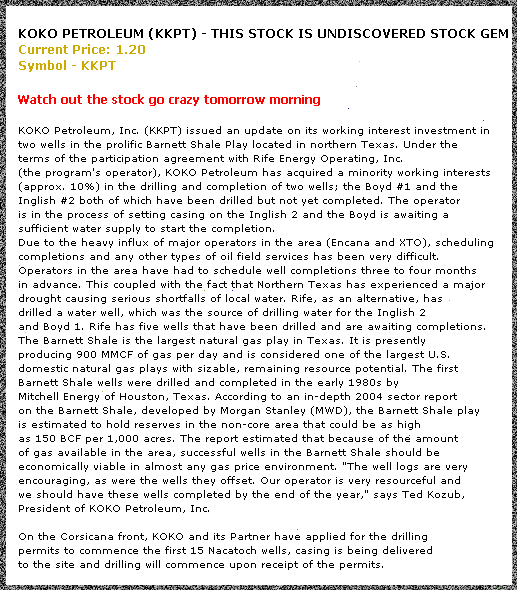 KOKO PETROLEUM (KKPT) - THIS STOCK IS UNDISCOVERED STOCK GEM
Current Price: 1.20
Symbol - KKPT
Watch out the stock go crazy tomorrow morning
KOKO Petroleum, Inc. (KKPT) issued an update on its working interest investment in
two wells in the prolific Barnett Shale Play located in northern Texas. Under the
terms of the participation agreement with Rife Energy Operating, Inc.
(the program's operator), KOKO Petroleum has acquired a minority working interests
(approx. 10%) in the drilling and completion of two wells; the Boyd #1 and the
Inglish #2 both of which have been drilled but not yet completed. The operator
is in the process of setting casing on the Inglish 2 and the Boyd is awaiting a
sufficient water supply to start the completion.
Due to the heavy influx of major operators in the area (Encana and XTO), scheduling
completions and any other types of oil field services has been very difficult.
Operators in the area have had to schedule well completions three to four months
in advance. This coupled with the fact that Northern Texas has experienced a major
drought causing serious shortfalls of local water. Rife, as an alternative, has
drilled a water well, which was the source of drilling water for the Inglish 2
and Boyd 1. Rife has five wells that have been drilled and are awaiting completions.
The Barnett Shale is the largest natural gas play in Texas. It is presently
producing 900 MMCF of gas per day and is considered one of the largest U.S.
domestic natural gas plays with sizable, remaining resource potential. The first
Barnett Shale wells were drilled and completed in the early 1980s by
Mitchell Energy of Houston, Texas. According to an in-depth 2004 sector report
on the Barnett Shale, developed by Morgan Stanley (MWD), the Barnett Shale play
is estimated to hold reserves in the non-core area that could be as high
as 150 BCF per 1,000 acres. The report estimated that because of the amount
of gas available in the area, successful wells in the Barnett Shale should be
economically viable in almost any gas price environment. "The well logs are very
encouraging, as were the wells they offset. Our operator is very resourceful and
we should have these wells completed by the end of the year," says Ted Kozub,
President of KOKO Petroleum, Inc.
On the Corsicana front, KOKO and its Partner have applied for the drilling
permits to commence the first 15 Nacatoch wells, casing is being delivered
to the site and drilling will commence upon receipt of the permits.